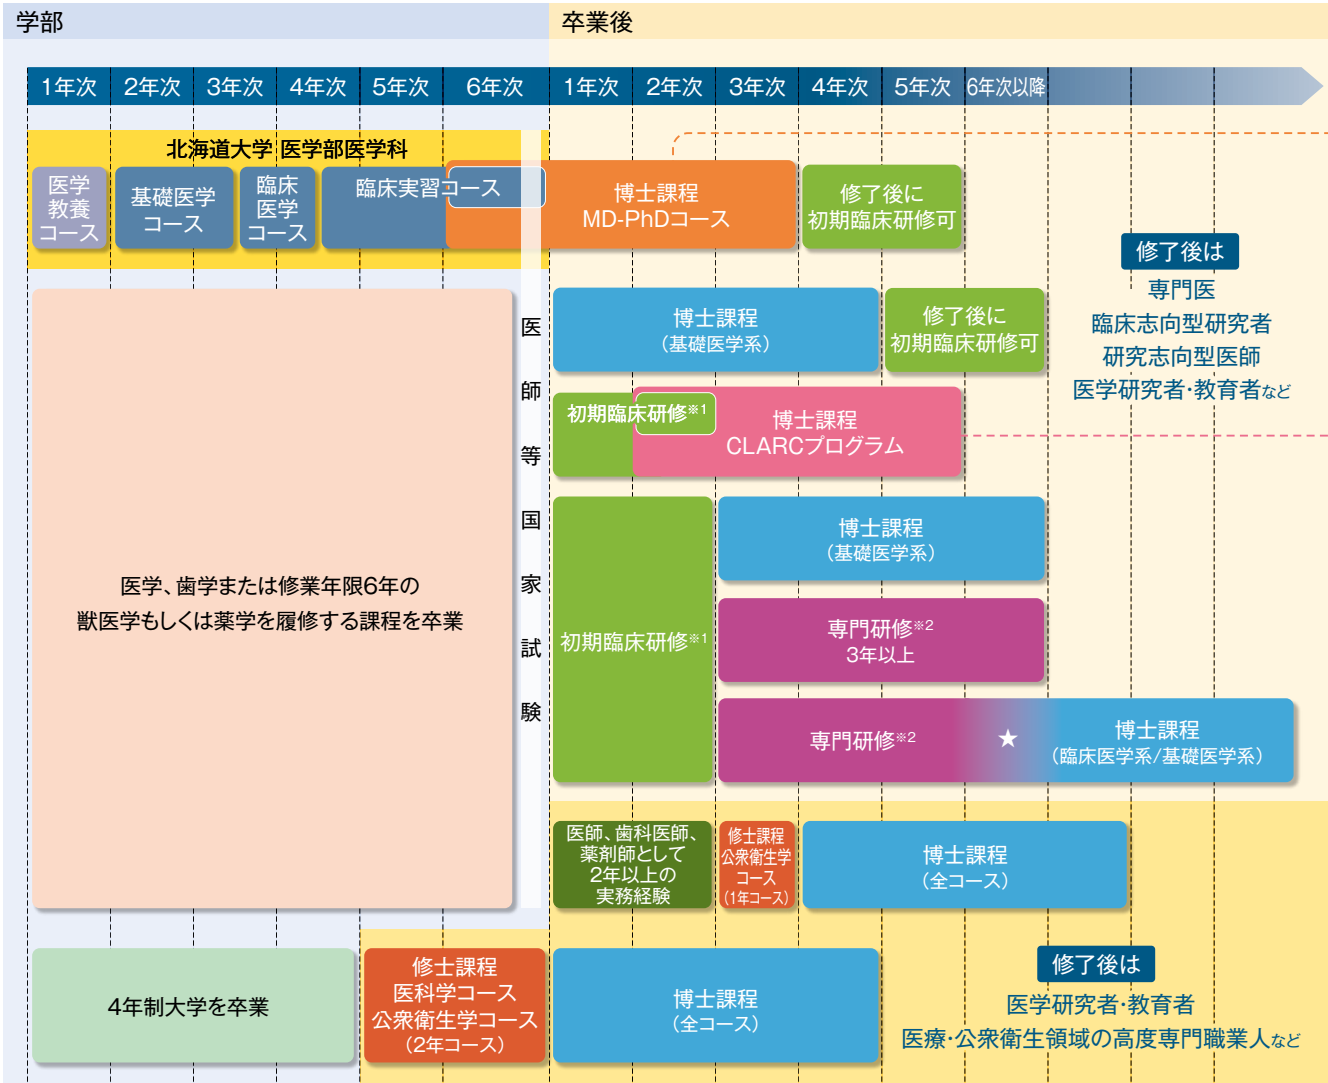 学部
卒業後
1年次 2年次 3年次 4年次 5年次 6年次 1年次 2年次 3年次 4年次 5年次 6年次以降
北海道大学 医学部医学科
医学
教養
コース
基礎医学
コース
臨床
医学
コース
臨床実習コース
博士課程
MD-PhDコース
修了後に
初期臨床研修可
修了後は
専門医
臨床志向型研究者
研究志向型医師
医学研究者・教育者など
医学、歯学または修業年限6年の
獣医学もしくは薬学を履修する課程を卒業
医師等国家試験
博士課程
（基礎医学系）
修了後に
初期臨床研修可
初期臨床研修※1
博士課程
CLARCプログラム
初期臨床研修※1
博士課程
（基礎医学系）
専門研修※2
3年以上
専門研修※2
★
博士課程
（臨床医学系/基礎医学系）
医師、歯科医師、
薬剤師として
2年以上の
実務経験
修士課程
公衆衛生学
コース
（1年コース）
博士課程
（全コース）
4年制大学を卒業
修士課程
医科学コース
公衆衛生学コース
（2年コース）
博士課程
（全コース）
修了後は
医学研究者・教育者
医療・公衆衛生領域の高度専門職業人など